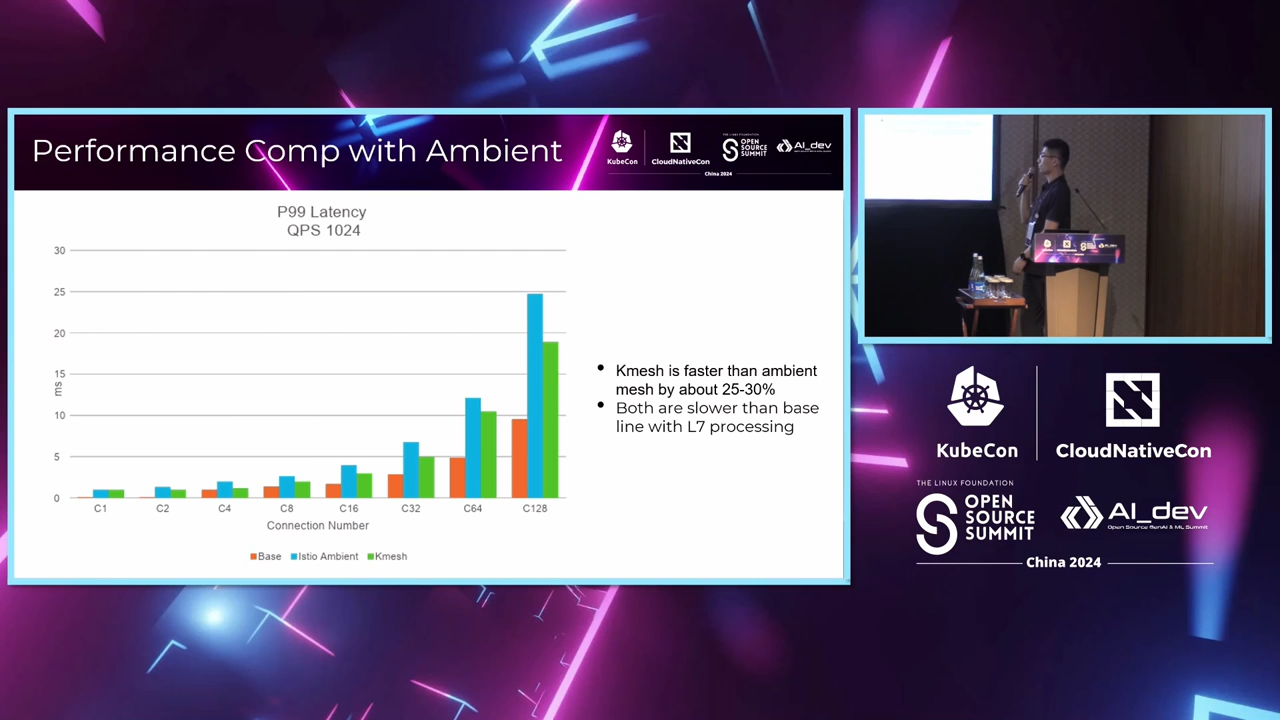 Performance Comp with Ambient
KubeCon
CloudNativeCon
THE LINUX FOUNDATION
OPEN
SOURCE
SUMMIT
AI_dev
China 2024
P99 Latency
QPS 1024
30
25
20
15
10
5
0
ms
C1 C2 C4 C8 C16 C32 C64 C128
Connection Number
Base Istio Ambient Kmesh
• Kmesh is faster than ambient
mesh by about 25-30%
• Both are slower than base
line with L7 processing
KubeCon
CloudNativeCon
THE LINUX FOUNDATION
OPEN
SOURCE
SUMMIT
AI_dev
Open Source GenAI & ML Summit
China 2024